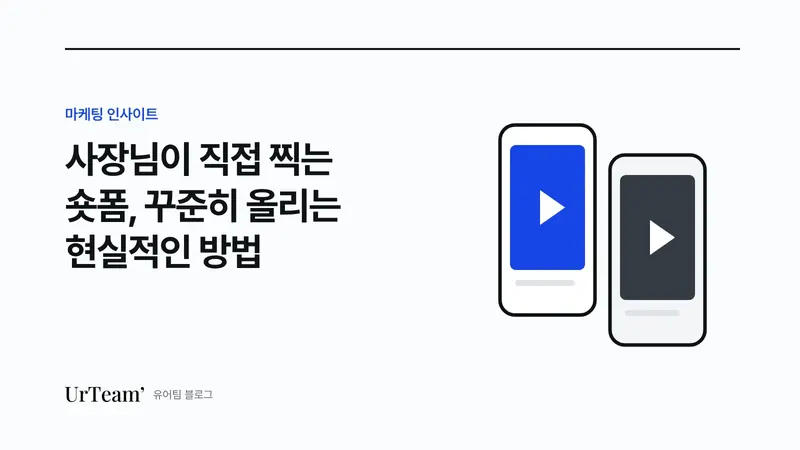 마케팅 인사이트
사장님이 직접 찍는
숏폼, 꾸준히 올리는
현실적인 방법
UrTeam’ 유어팀 블로그